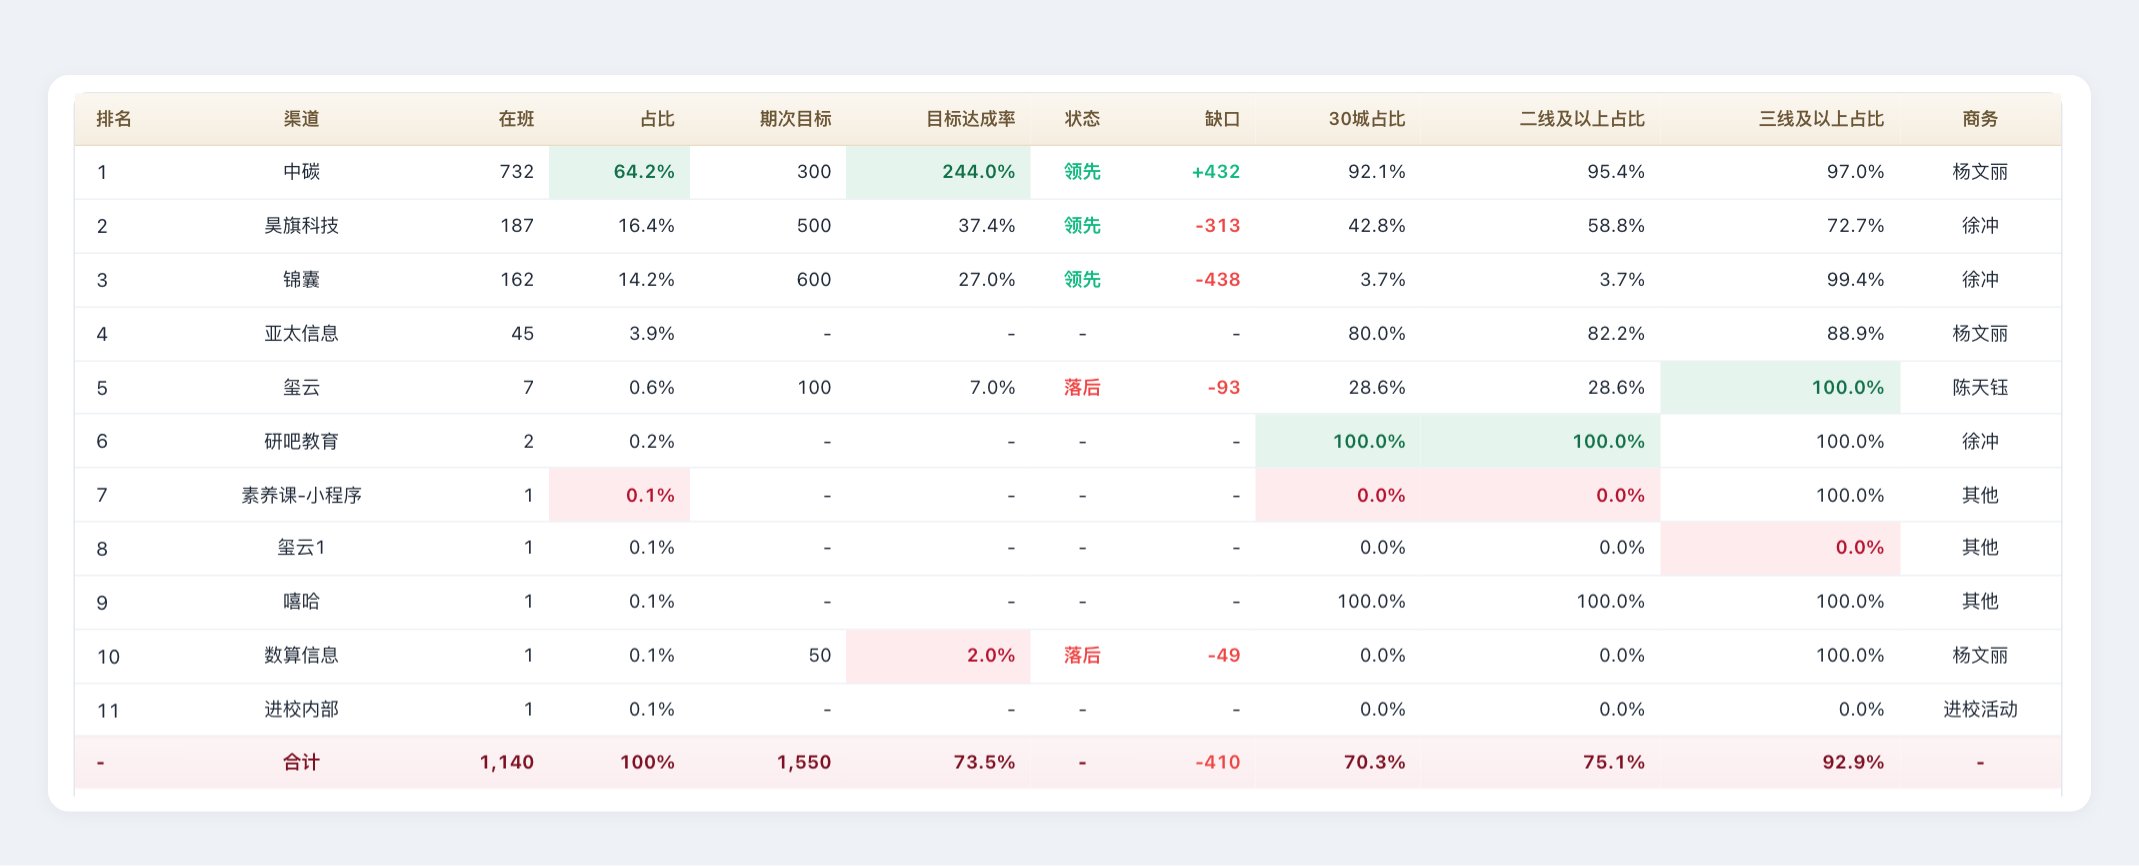 排名 渠道 在班 占比 期次目标 目标达成率 状态 缺口 30城占比 二线及以上占比 三线及以上占比 商务
1 中碳 732 64.2% 300 244.0% 领先 +432 92.1% 95.4% 97.0% 杨文丽
2 昊旗科技 187 16.4% 500 37.4% 领先 -313 42.8% 58.8% 72.7% 徐冲
3 锦囊 162 14.2% 600 27.0% 领先 -438 3.7% 3.7% 99.4% 徐冲
4 亚太信息 45 3.9% - - - - 80.0% 82.2% 88.9% 杨文丽
5 玺云 7 0.6% 100 7.0% 落后 -93 28.6% 28.6% 100.0% 陈天钰
6 研吧教育 2 0.2% - - - - 100.0% 100.0% 100.0% 徐冲
7 素养课-小程序 1 0.1% - - - - 0.0% 0.0% 100.0% 其他
8 玺云1 1 0.1% - - - - 0.0% 0.0% 0.0% 其他
9 嘻哈 1 0.1% - - - - 100.0% 100.0% 100.0% 其他
10 数算信息 1 0.1% 50 2.0% 落后 -49 0.0% 0.0% 100.0% 杨文丽
11 进校内部 1 0.1% - - - - 0.0% 0.0% 0.0% 进校活动
- 合计 1,140 100% 1,550 73.5% - -410 70.3% 75.1% 92.9% -